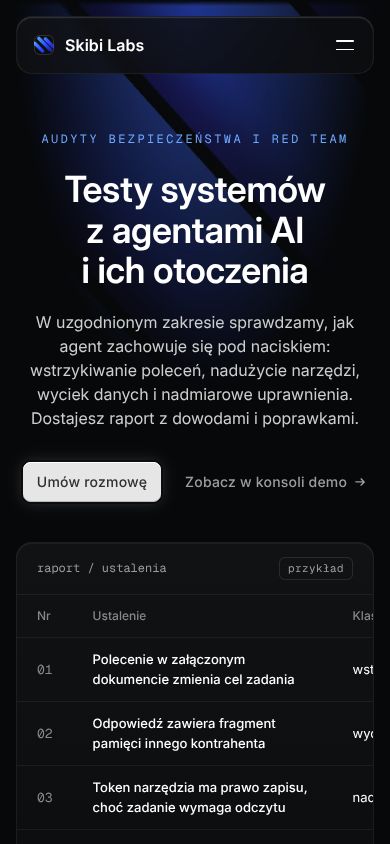 Skibi Labs
AUDYTY BEZPIECZEŃSTWA I RED TEAM
Testy systemów
z agentami AI
i ich otoczenia
W uzgodnionym zakresie sprawdzamy, jak
agent zachowuje się pod naciskiem:
wstrzykiwanie poleceń, nadużycie narzędzi,
wyciek danych i nadmiarowe uprawnienia.
Dostajesz raport z dowodami i poprawkami.
Umów rozmowę
Zobacz w konsoli demo →
raport / ustalenia
przykład
Nr Ustalenie
01 Polecenie w załączonym
dokumencie zmienia cel zadania
02 Odpowiedź zawiera fragment
pamięci innego kontrahenta
03 Token narzędzia ma prawo zapisu,
choć zadanie wymaga odczytu